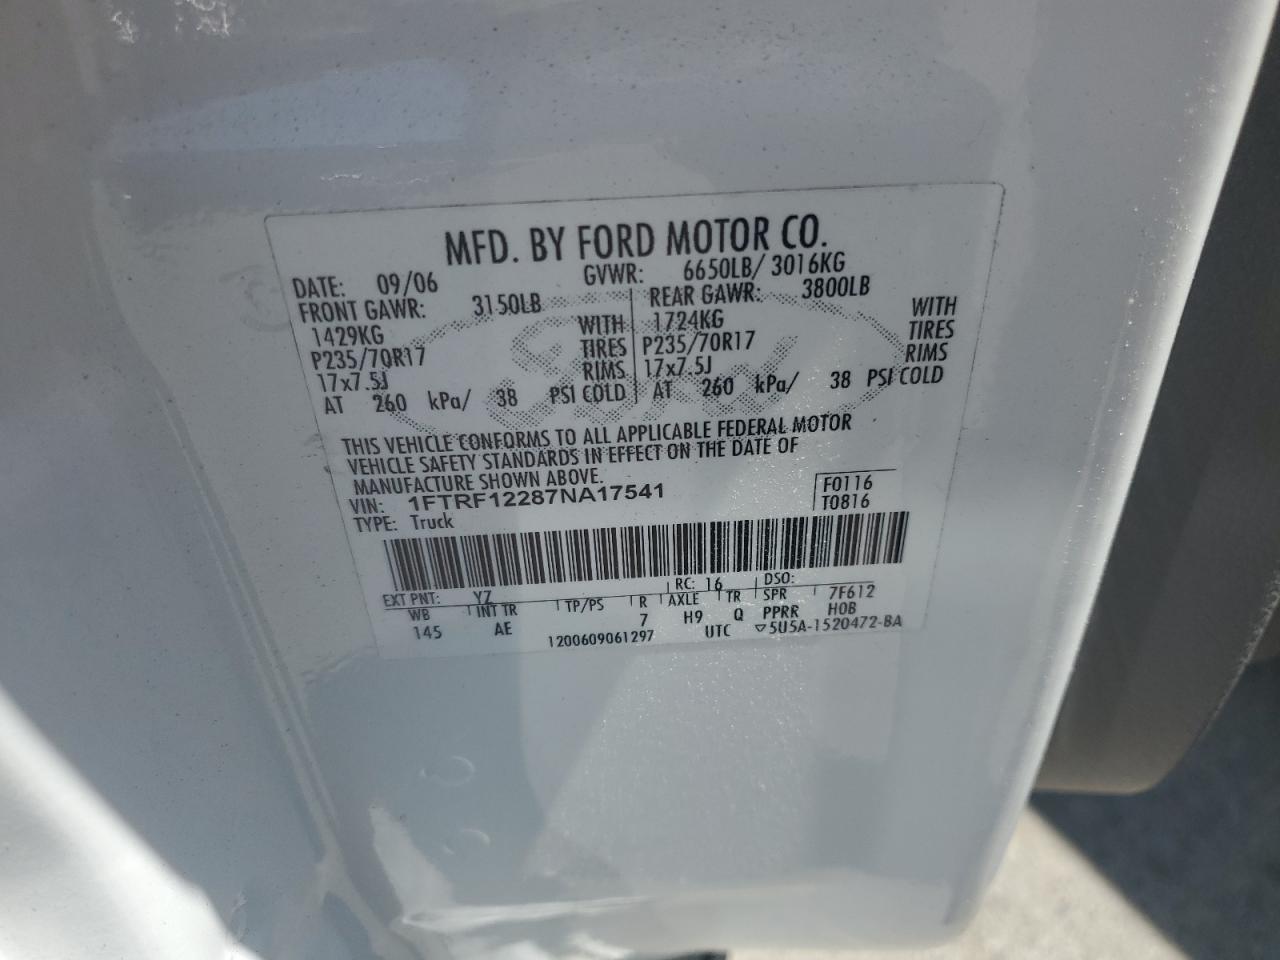 MFD. BY FORD MOTOR CO.
DATE: 09/06 GVWR: 6650LB/ 3016KG
FRONT GAWR: 3150LB REAR GAWR: 3800LB
1429KG WITH 1724KG WITH
P235/70R17 TIRES P235/70R17 TIRES
17x7.5J RIMS 17x7.5J RIMS
AT 260 kPa/ 38 PSI COLD AT 260 kPa/ 38 PSI COLD
THIS VEHICLE CONFORMS TO ALL APPLICABLE FEDERAL MOTOR
VEHICLE SAFETY STANDARDS IN EFFECT ON THE DATE OF
MANUFACTURE SHOWN ABOVE.
VIN: 1FTRF12287NA17541 F0116
TYPE: Truck T0816
EXT PNT: YZ RC: 16 DSO:
WB INT TR TP/PS R AXLE TR SPR 7F612
145 AE 7 H9 Q PPRR H0B
1200609061297 UTC ▽5U5A-1520472-BA